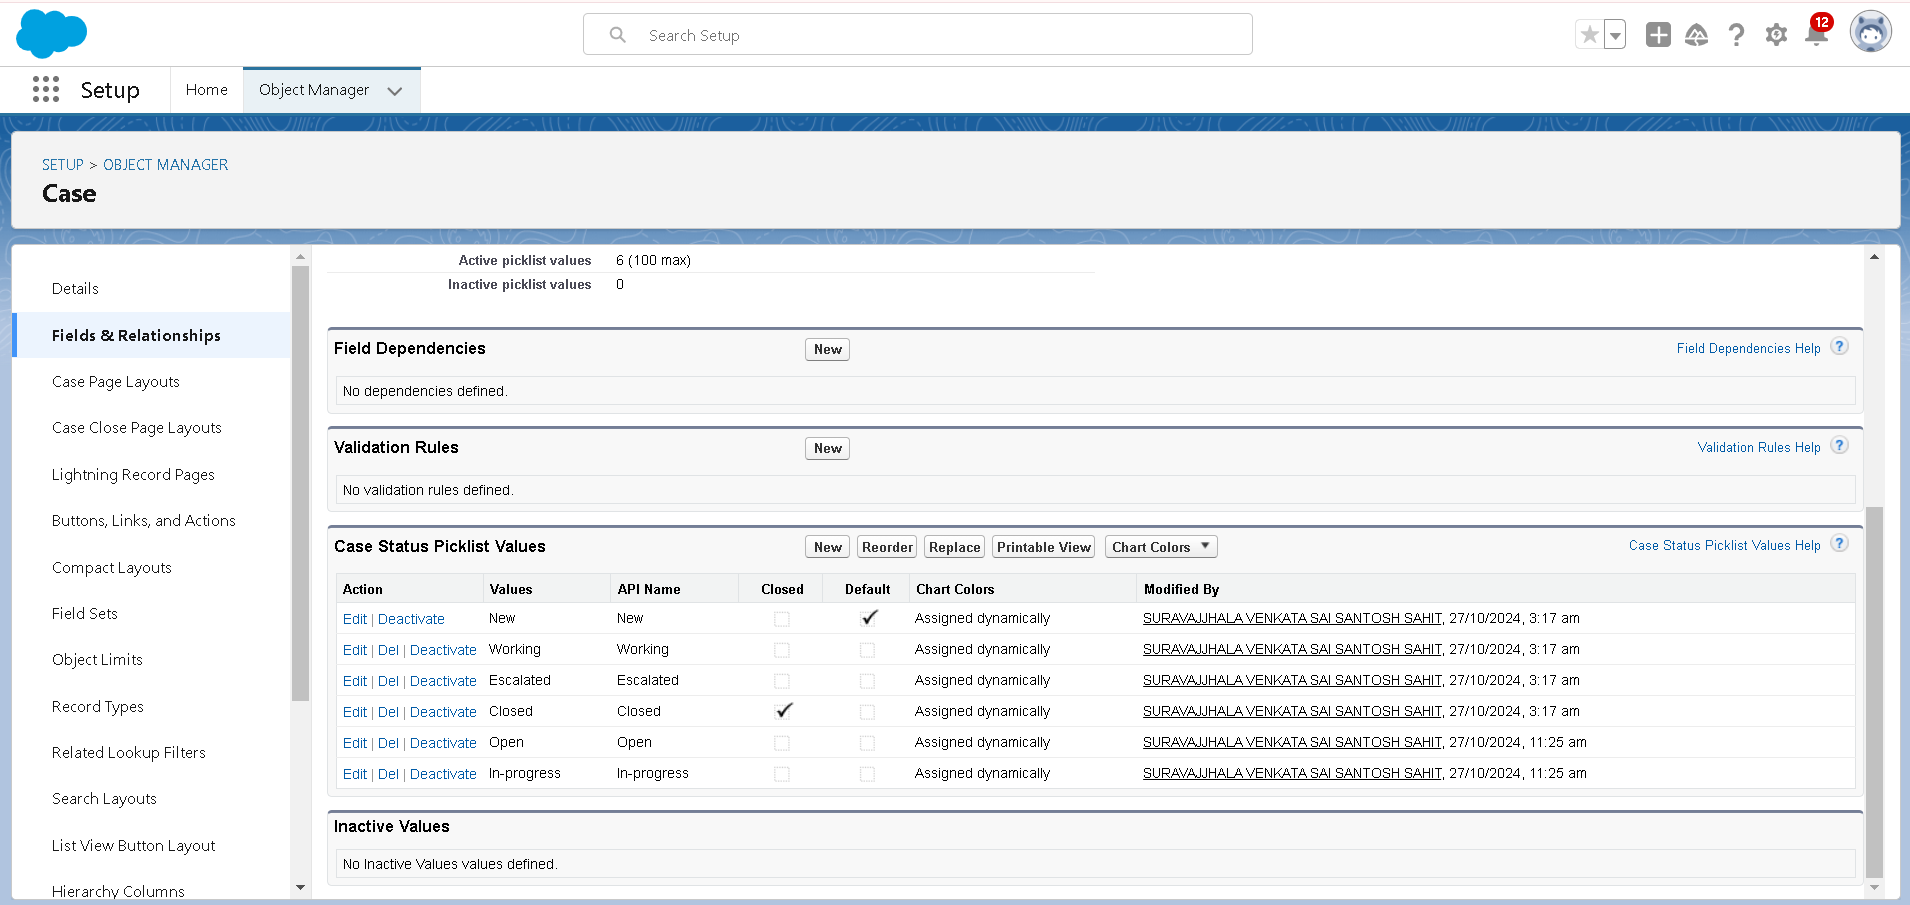 Search Setup
12
Setup
Home
Object Manager
SETUP > OBJECT MANAGER
Case
Details
Fields & Relationships
Case Page Layouts
Case Close Page Layouts
Lightning Record Pages
Buttons, Links, and Actions
Compact Layouts
Field Sets
Object Limits
Record Types
Related Lookup Filters
Search Layouts
List View Button Layout
Hierarchy Columns
Active picklist values 6 (100 max)
Inactive picklist values 0
Field Dependencies New Field Dependencies Help ?
No dependencies defined.
Validation Rules New Validation Rules Help ?
No validation rules defined.
Case Status Picklist Values New Reorder Replace Printable View Chart Colors Case Status Picklist Values Help ?
Action Values API Name Closed Default Chart Colors Modified By
Edit | Deactivate New New Assigned dynamically SURAVAJJHALA VENKATA SAI SANTOSH SAHIT, 27/10/2024, 3:17 am
Edit | Del | Deactivate Working Working Assigned dynamically SURAVAJJHALA VENKATA SAI SANTOSH SAHIT, 27/10/2024, 3:17 am
Edit | Del | Deactivate Escalated Escalated Assigned dynamically SURAVAJJHALA VENKATA SAI SANTOSH SAHIT, 27/10/2024, 3:17 am
Edit | Del | Deactivate Closed Closed Assigned dynamically SURAVAJJHALA VENKATA SAI SANTOSH SAHIT, 27/10/2024, 3:17 am
Edit | Del | Deactivate Open Open Assigned dynamically SURAVAJJHALA VENKATA SAI SANTOSH SAHIT, 27/10/2024, 11:25 am
Edit | Del | Deactivate In-progress In-progress Assigned dynamically SURAVAJJHALA VENKATA SAI SANTOSH SAHIT, 27/10/2024, 11:25 am
Inactive Values
No Inactive Values values defined.